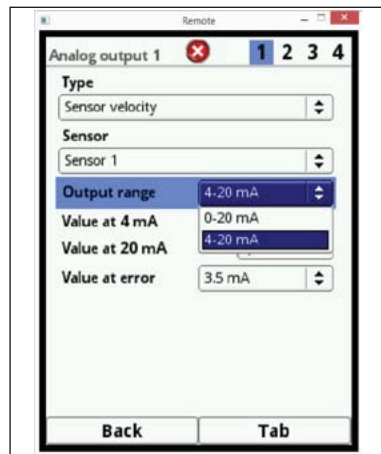 Remote
Analog output 1 1 2 3 4
Type
Sensor velocity
Sensor
Sensor 1
Output range 4-20 mA
Value at 4 mA 0-20 mA
4-20 mA
Value at 20 mA
Value at error 3.5 mA
Back Tab